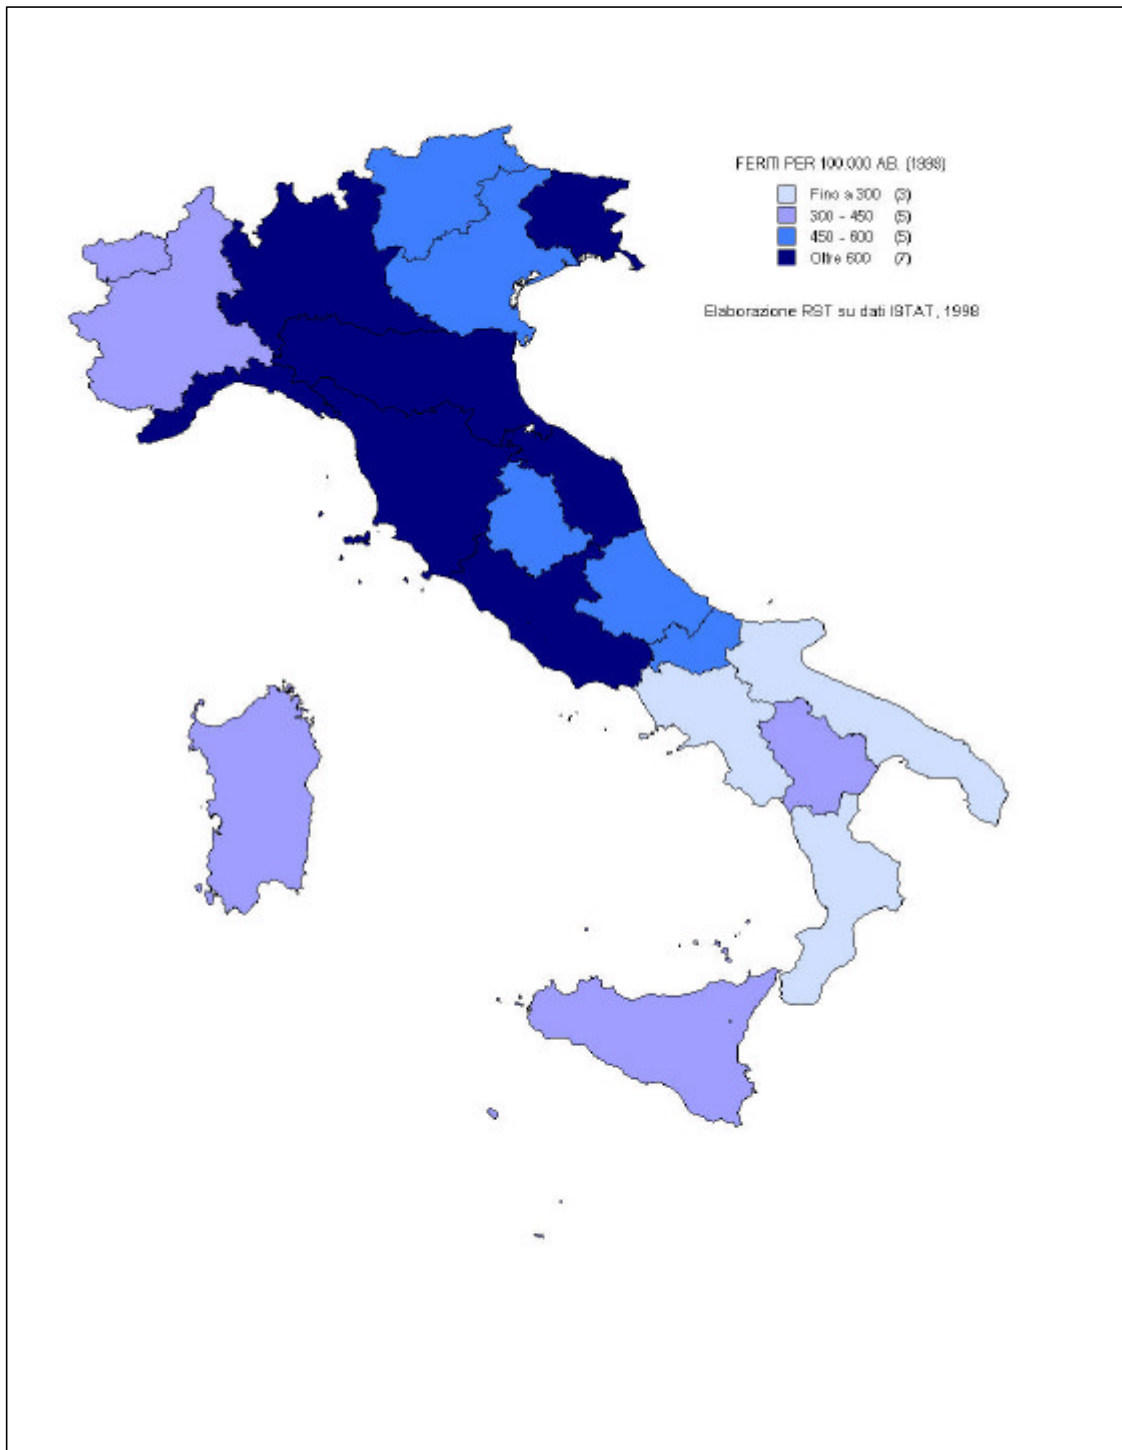 FERITI PER 100.000 AB. (1998)
Fino a 300 (3)
300 - 450 (5)
450 - 600 (5)
Oltre 600 (7)
Elaborazione RST su dati ISTAT, 1998